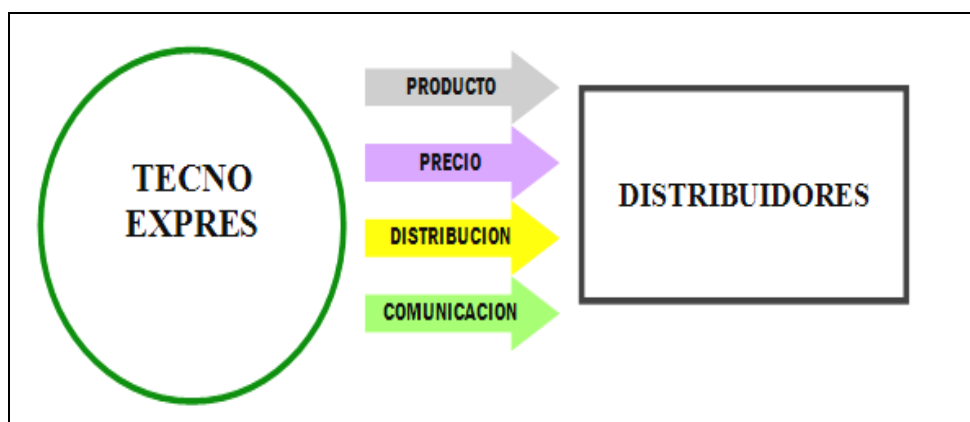 TECNO
EXPRES
PRODUCTO
PRECIO
DISTRIBUCION
COMUNICACION
DISTRIBUIDORES